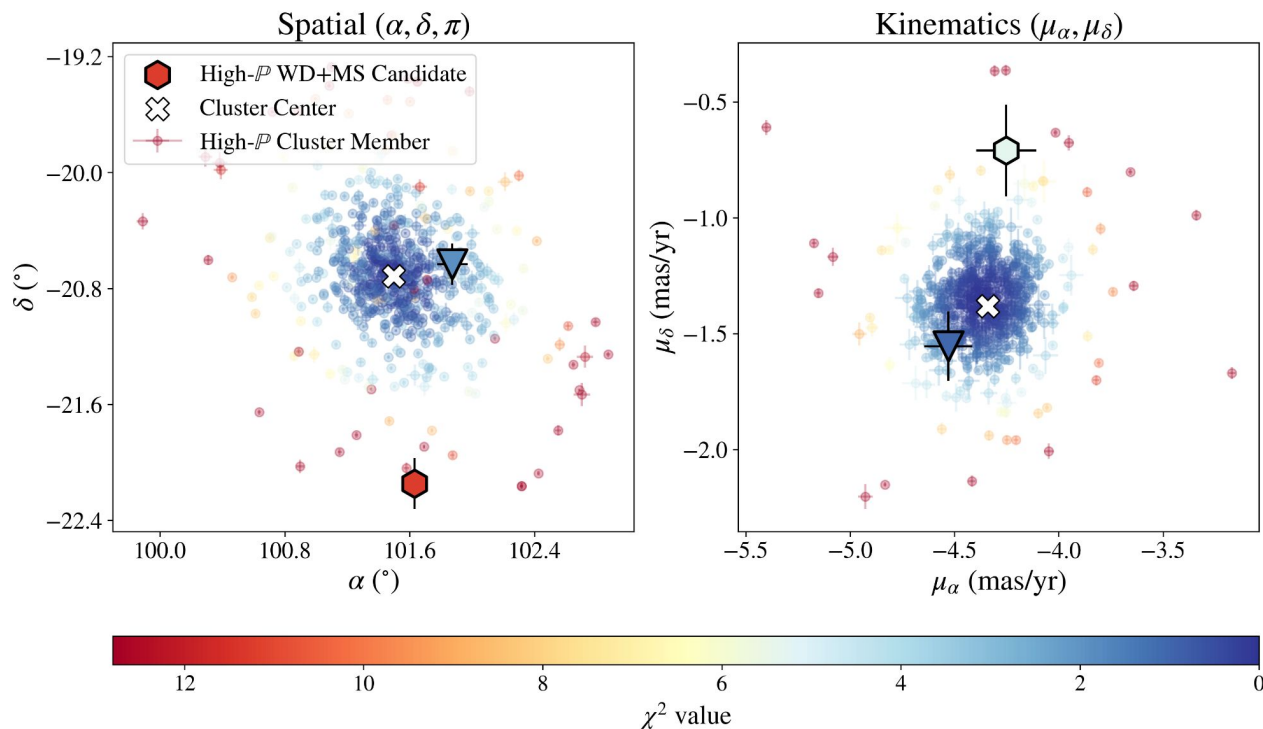 Spatial (α, δ, π)
High-ℙ WD+MS Candidate
Cluster Center
High-ℙ Cluster Member
−19.2
−20.0
−20.8
−21.6
−22.4
δ (°)
100.0 100.8 101.6 102.4
α (°)
Kinematics (μα, μδ)
−0.5
−1.0
−1.5
−2.0
μδ (mas/yr)
−5.5 −5.0 −4.5 −4.0 −3.5
μα (mas/yr)
12 10 8 6 4 2 0
χ² value